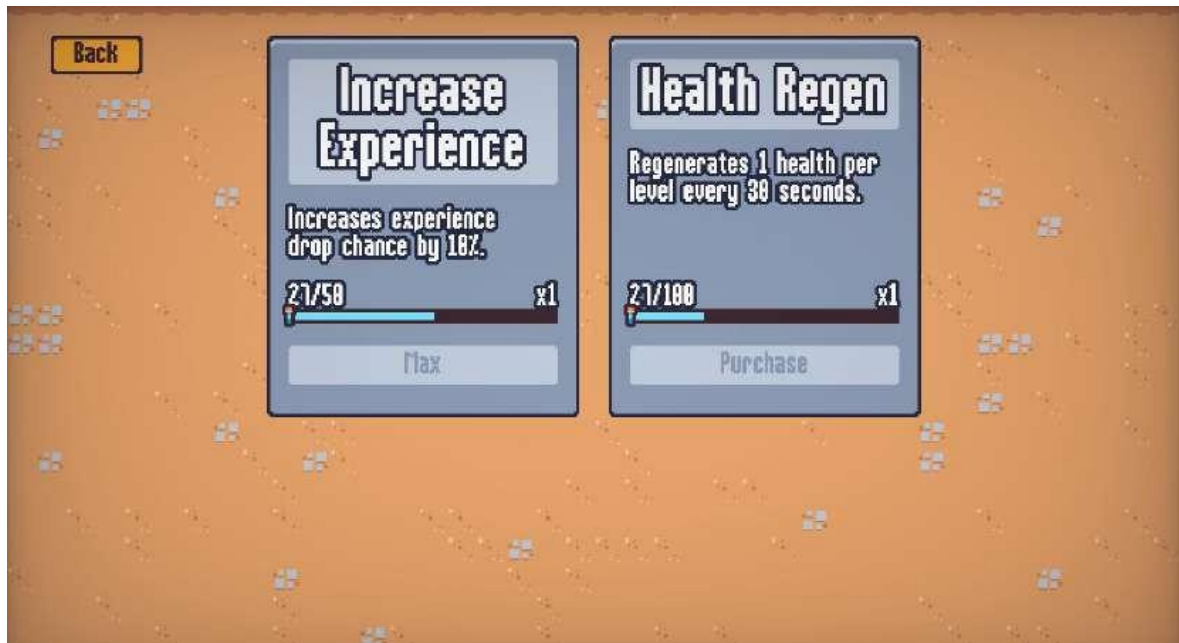 Back
Increase
Experience
Increases experience
drop chance by 10%.
27/50 x1
Max
Health Regen
Regenerates 1 health per
level every 30 seconds.
27/100 x1
Purchase